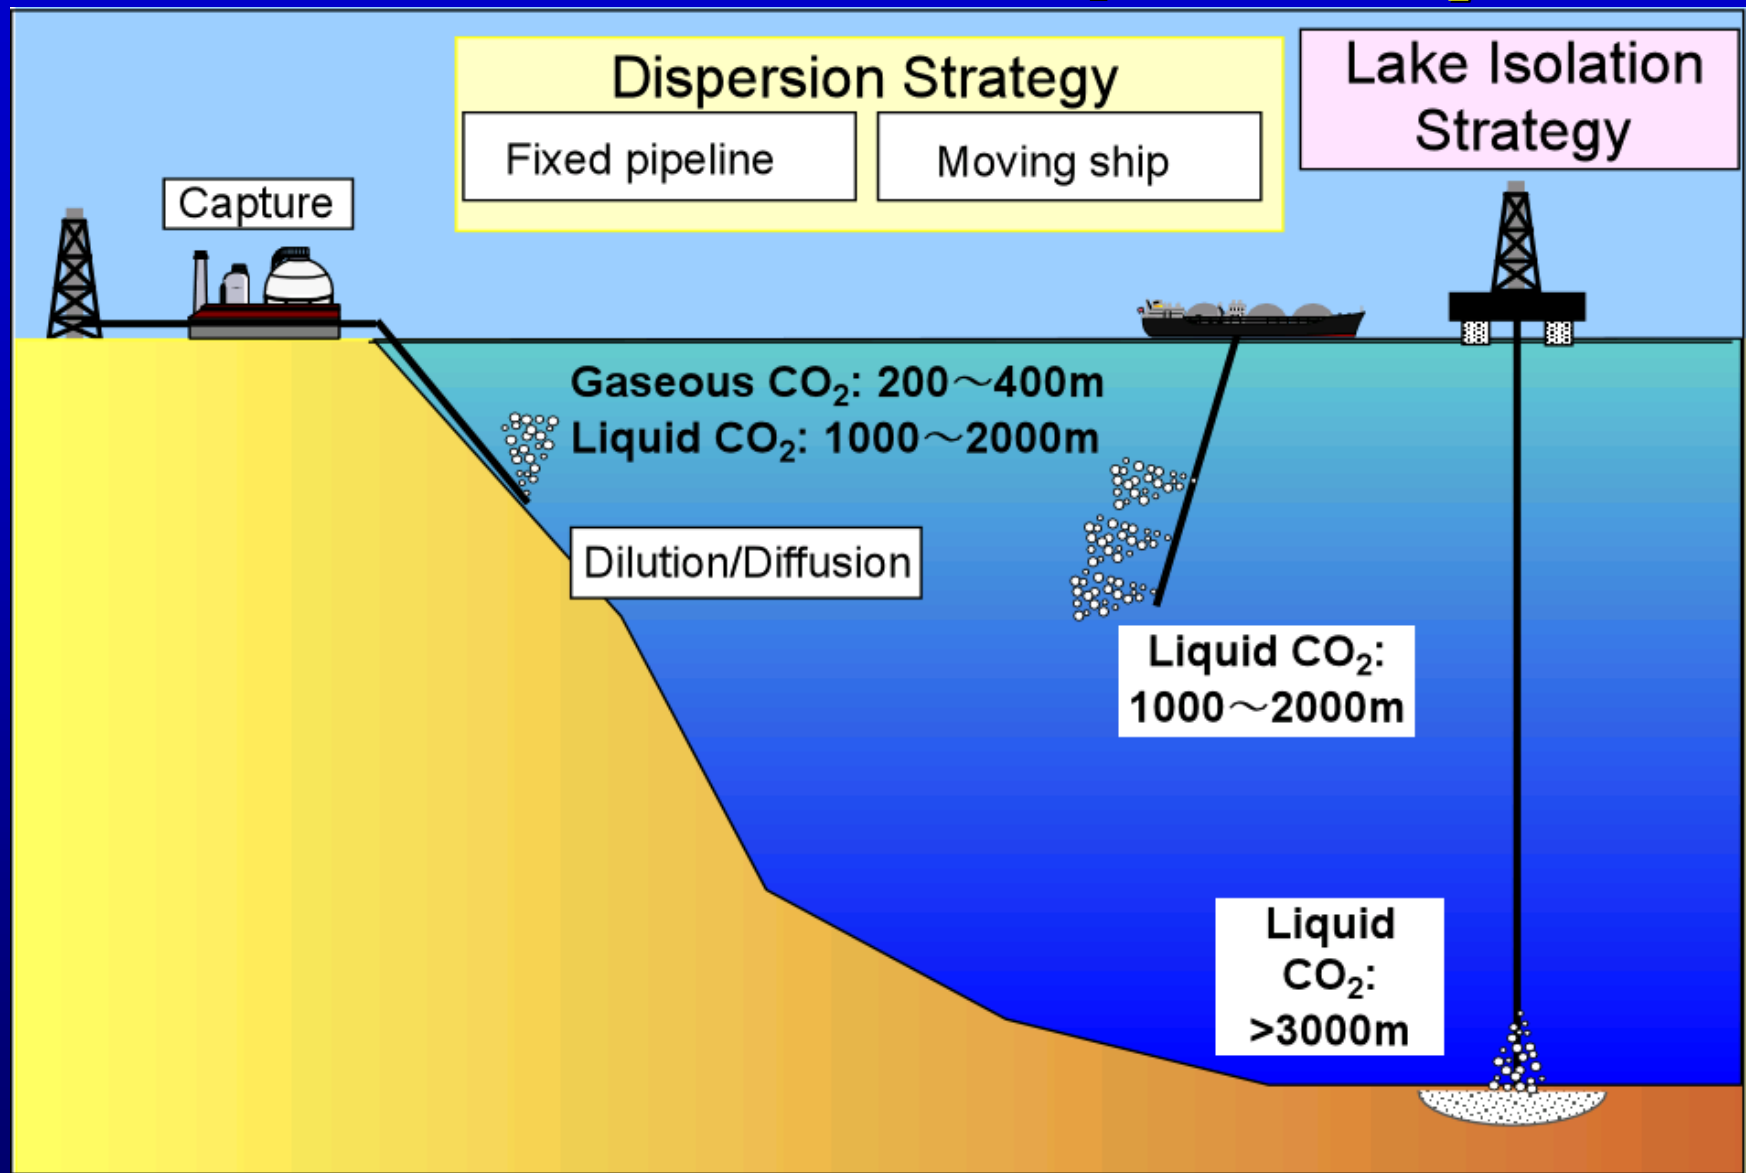 Dispersion Strategy
Fixed pipeline
Moving ship
Lake Isolation
Strategy
Capture
Gaseous CO₂: 200～400m
Liquid CO₂: 1000～2000m
Dilution/Diffusion
Liquid CO₂:
1000～2000m
Liquid
CO₂:
>3000m